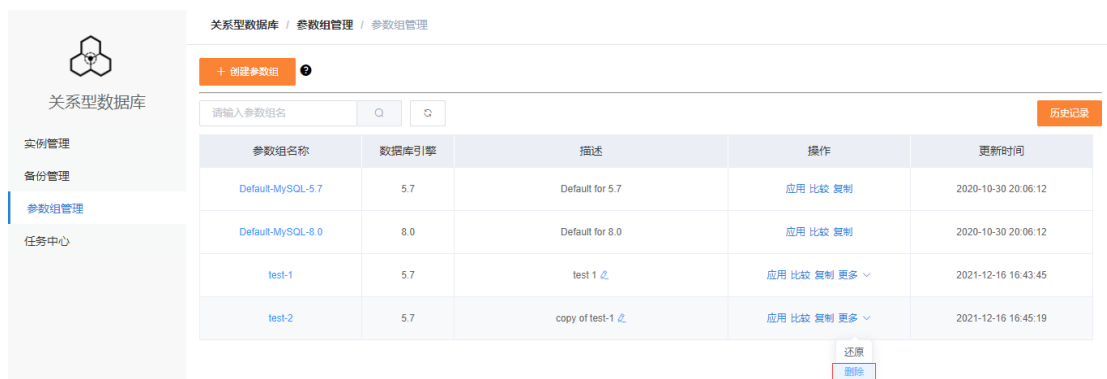 关系型数据库 / 参数组管理 / 参数组管理
关系型数据库
实例管理
备份管理
参数组管理
任务中心
+ 创建参数组 ?
请输入参数组名
历史记录
参数组名称 数据库引擎 描述 操作 更新时间
Default-MySQL-5.7 5.7 Default for 5.7 应用 比较 复制 2020-10-30 20:06:12
Default-MySQL-8.0 8.0 Default for 8.0 应用 比较 复制 2020-10-30 20:06:12
test-1 5.7 test 1 应用 比较 复制 更多 2021-12-16 16:43:45
test-2 5.7 copy of test-1 应用 比较 复制 更多 2021-12-16 16:45:19
还原
删除